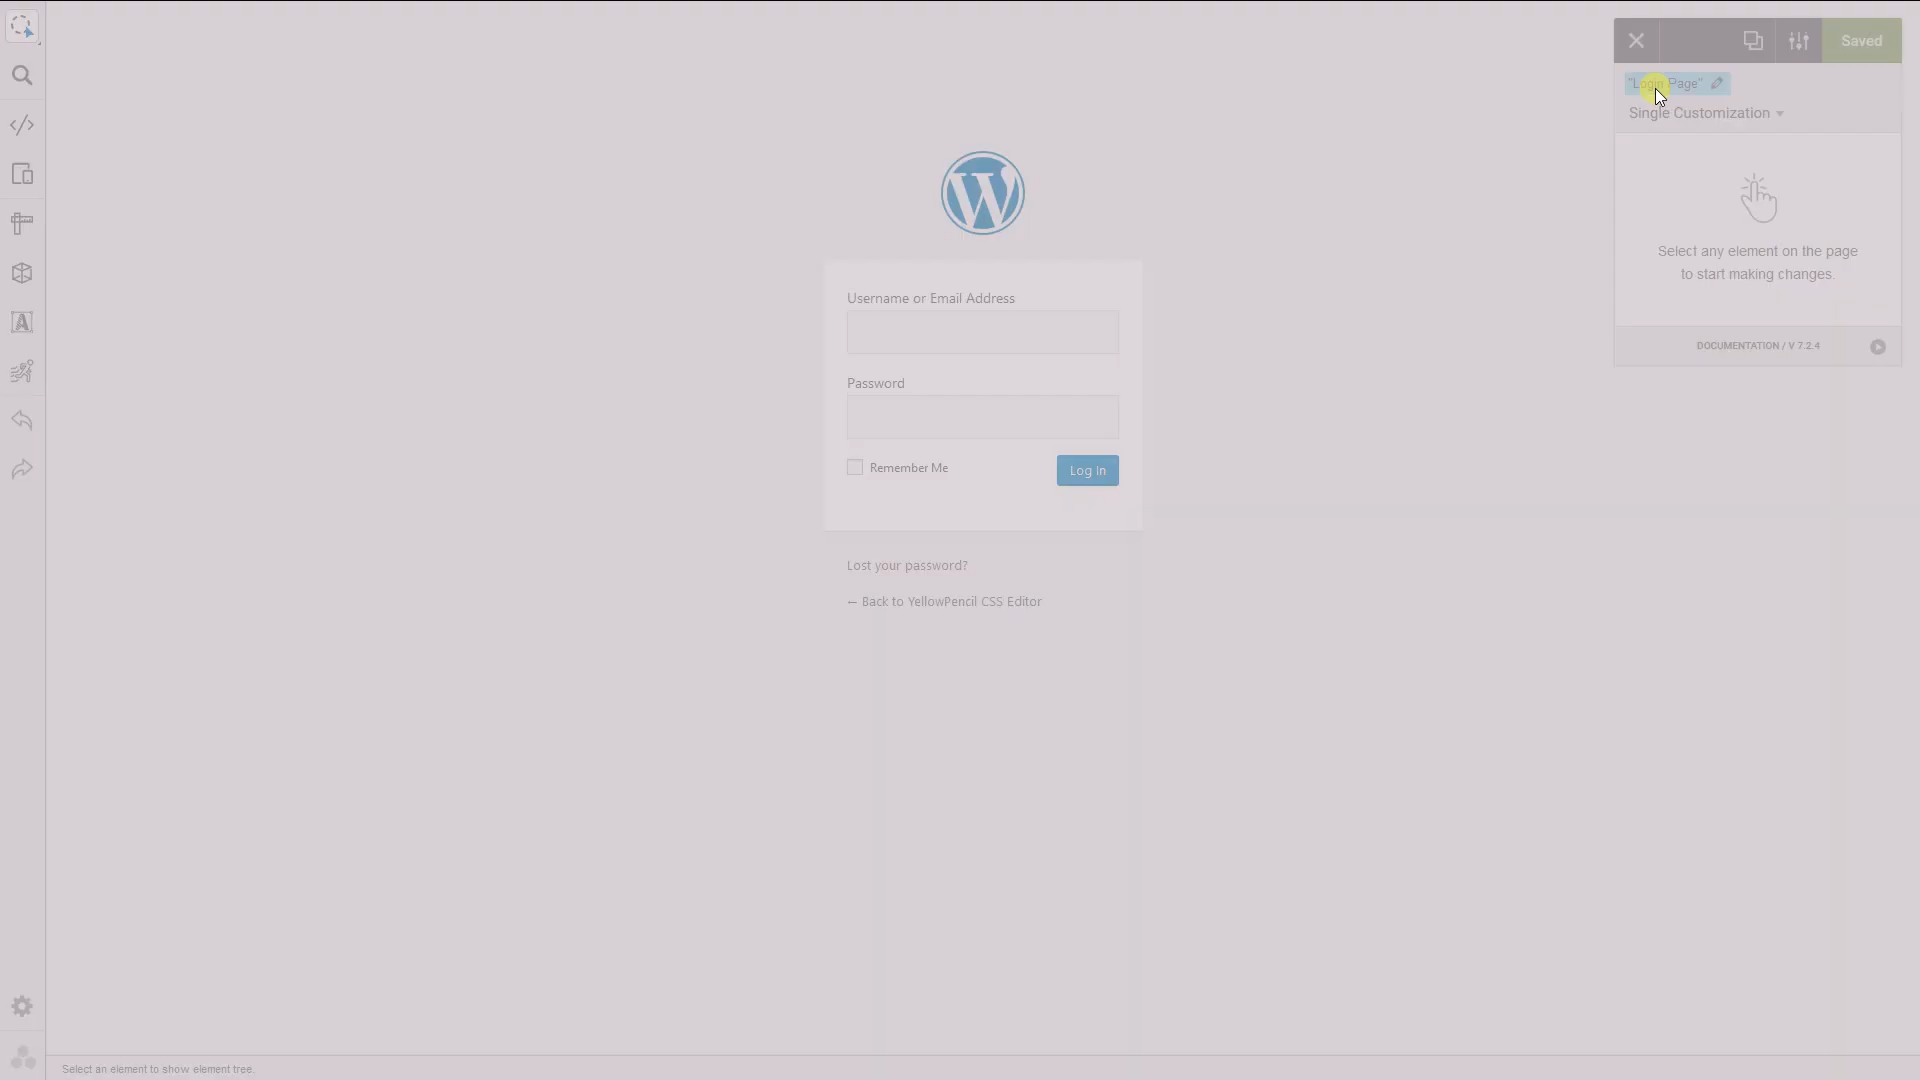 Saved
"Login Page"
Single Customization
Select any element on the page
to start making changes.
DOCUMENTATION / V 7.2.4
Username or Email Address
Password
Remember Me
Log In
Lost your password?
← Back to YellowPencil CSS Editor
Select an element to show element tree.